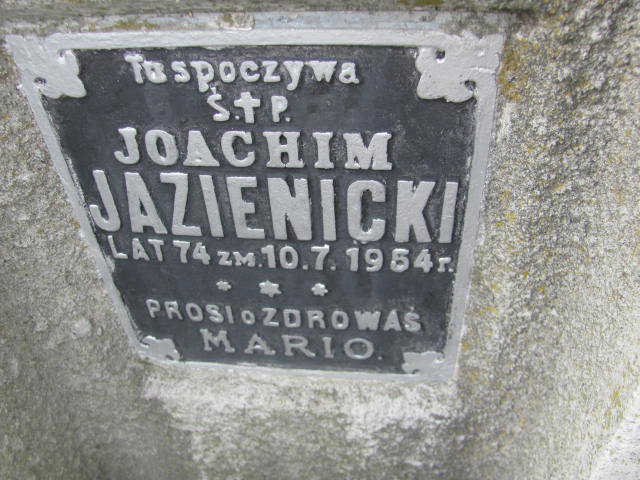 Tu spoczywa
Ś.†P.
JOACHIM
JAZIENICKI
LAT 74 ZM. 10.7.1954 r.
* * *
PROSI o ZDROWAŚ
MARIO.